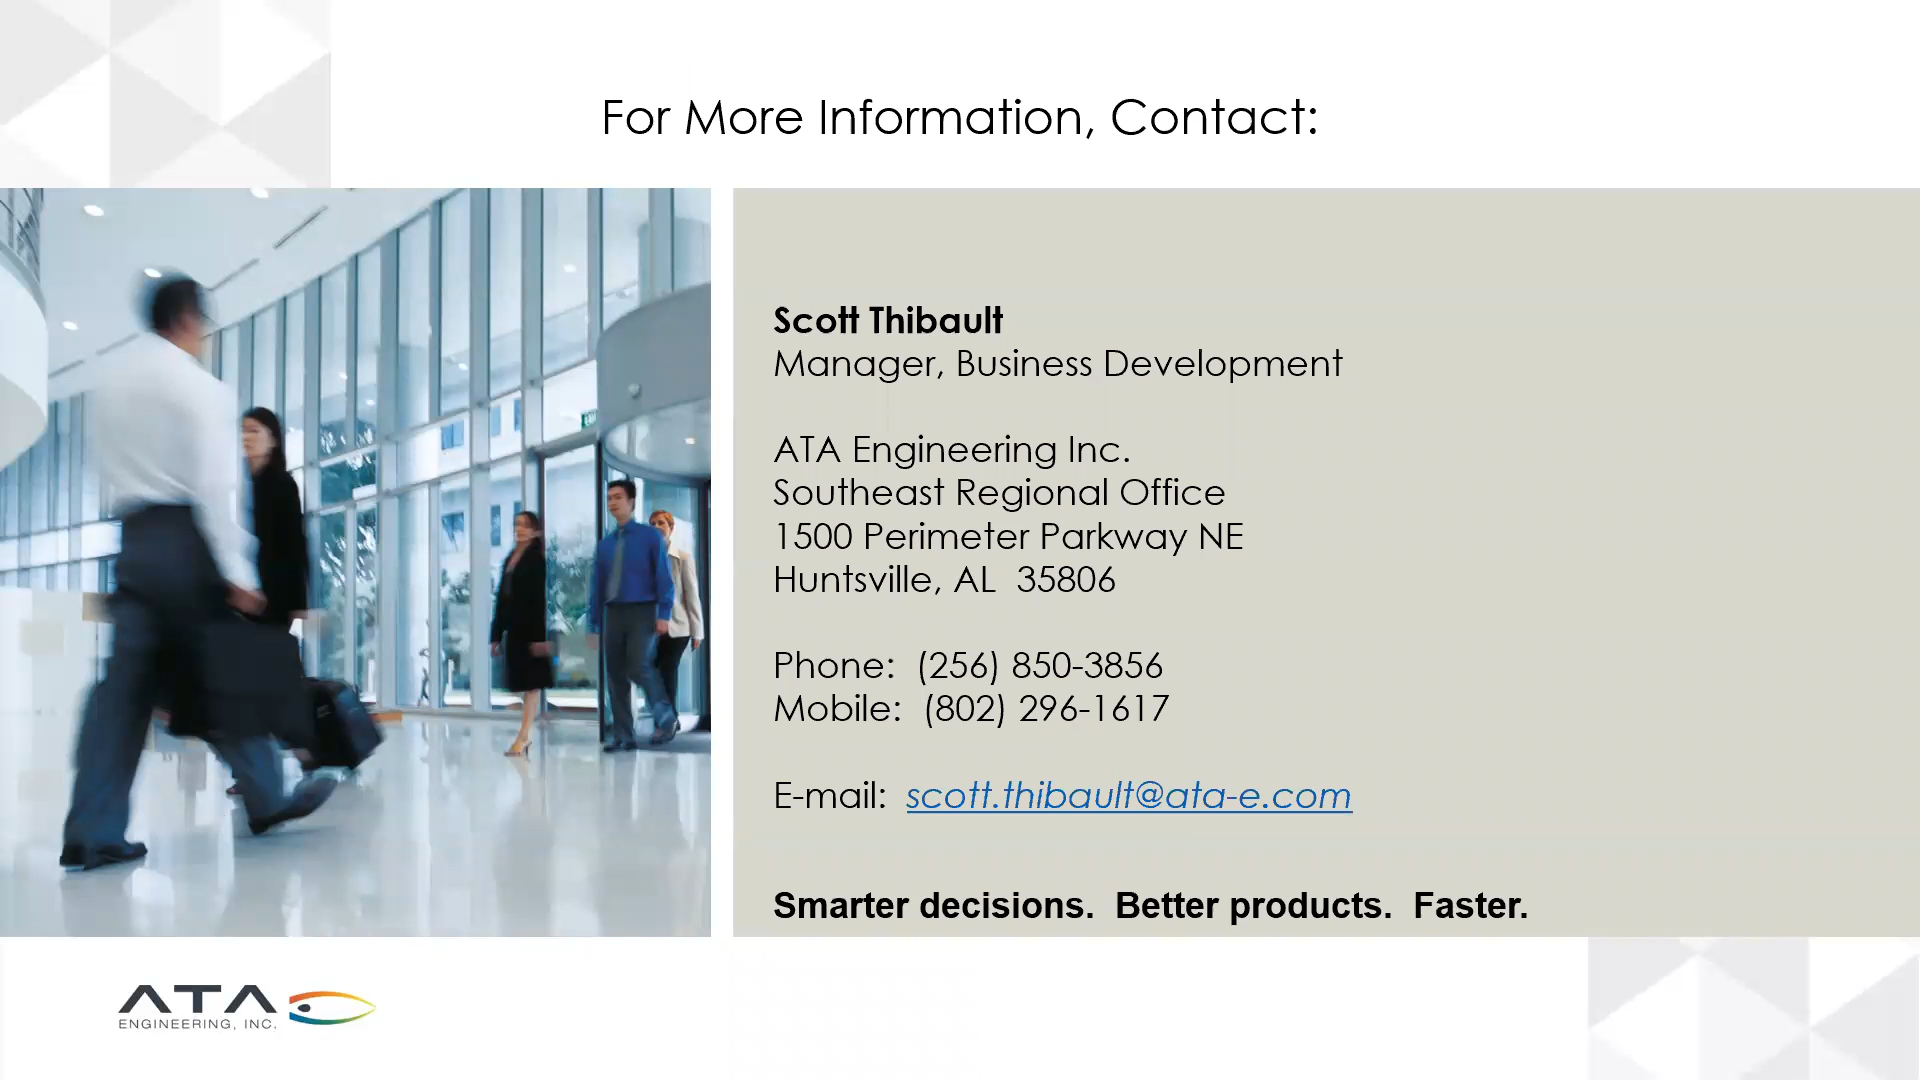 For More Information, Contact:
Scott Thibault
Manager, Business Development
ATA Engineering Inc.
Southeast Regional Office
1500 Perimeter Parkway NE
Huntsville, AL  35806
Phone:  (256) 850-3856
Mobile:  (802) 296-1617
E-mail:  scott.thibault@ata-e.com
Smarter decisions.  Better products.  Faster.
ATA
ENGINEERING, INC.